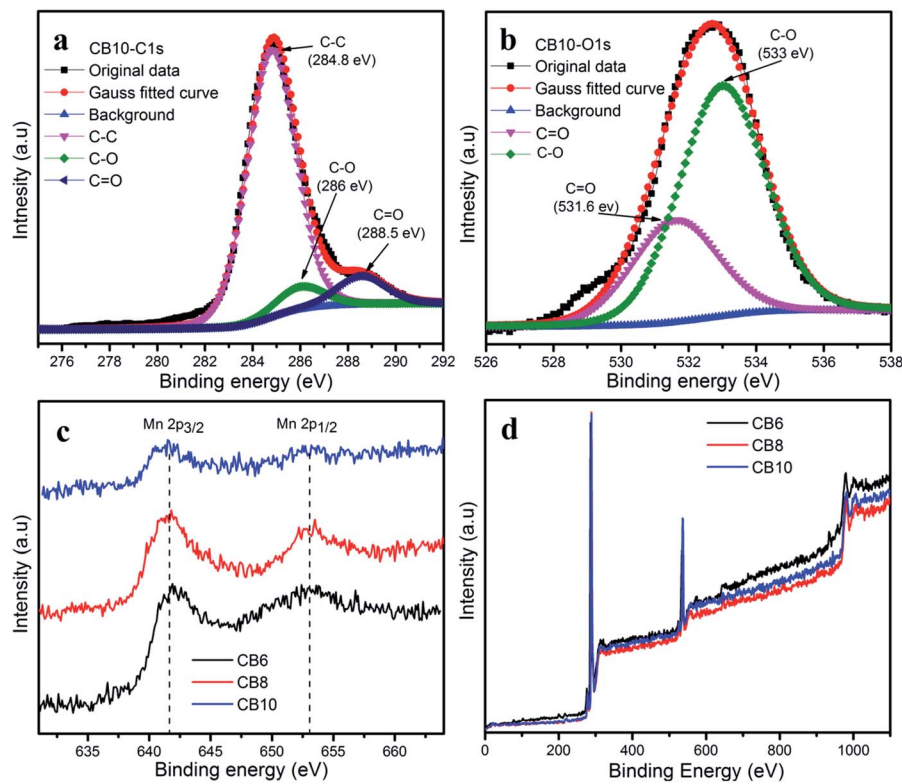 a
CB10-C1s
Original data
Gauss fitted curve
Background
C-C
C-O
C=O
C-C
(284.8 eV)
C-O
(286 eV)
C=O
(288.5 eV)
Intnesity (a.u)
276 278 280 282 284 286 288 290 292
Binding energy (eV)
b
CB10-O1s
Original data
Gauss fitted curve
Background
C=O
C-O
C-O
(533 eV)
C=O
(531.6 ev)
Intensity (a.u)
526 528 530 532 534 536 538
Binding energy (eV)
c
Mn 2p3/2
Mn 2p1/2
CB6
CB8
CB10
Intensity (a.u)
635 640 645 650 655 660
Binding energy (eV)
d
CB6
CB8
CB10
Intensity (a.u)
0 200 400 600 800 1000
Binding Energy (eV)